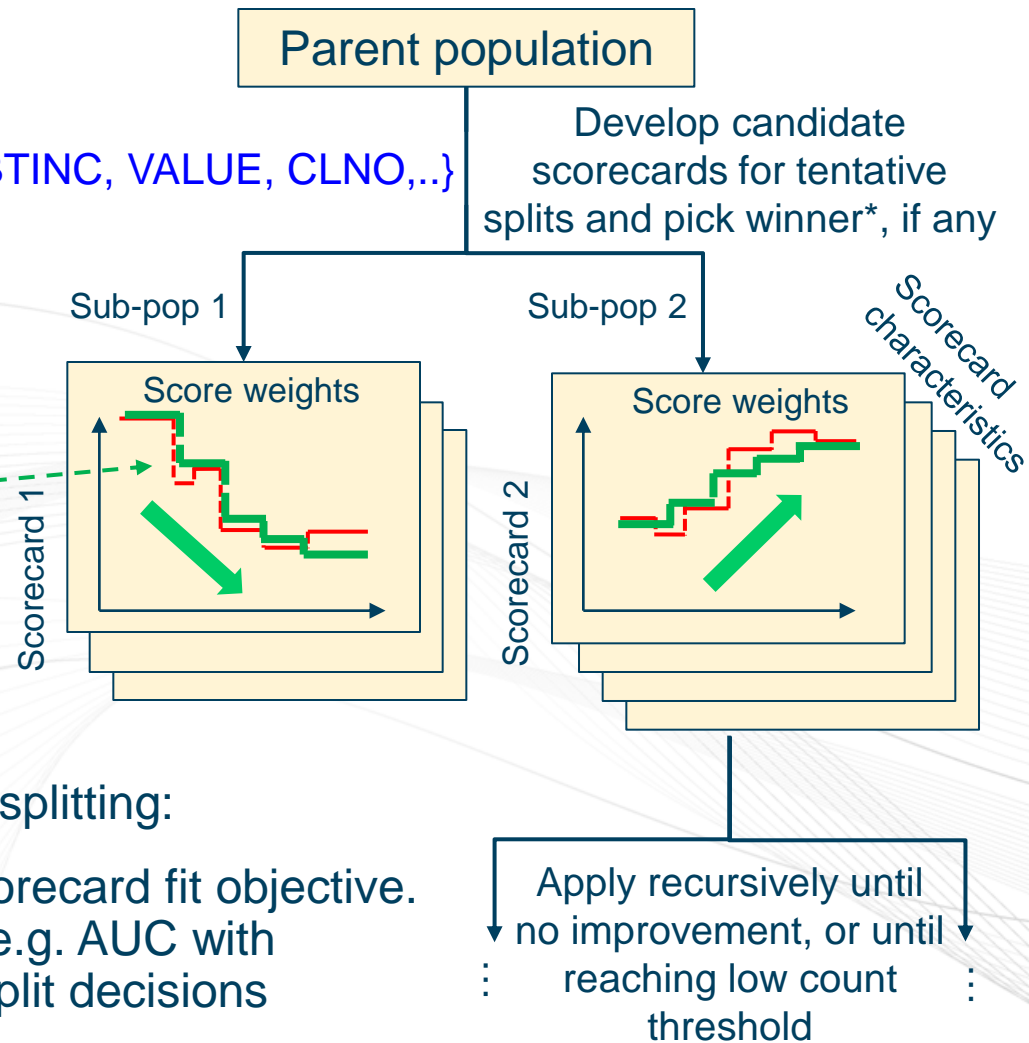 Parent population
Develop candidate
scorecards for tentative
splits and pick winner*, if any
TINC, VALUE, CLNO,..}
Sub-pop 1
Sub-pop 2
Scorecard
characteristics
Score weights
Score weights
Scorecard 1
Scorecard 2
splitting:
orecard fit objective.
e.g. AUC with
plit decisions
Apply recursively until
no improvement, or until
reaching low count
threshold
⋮
⋮